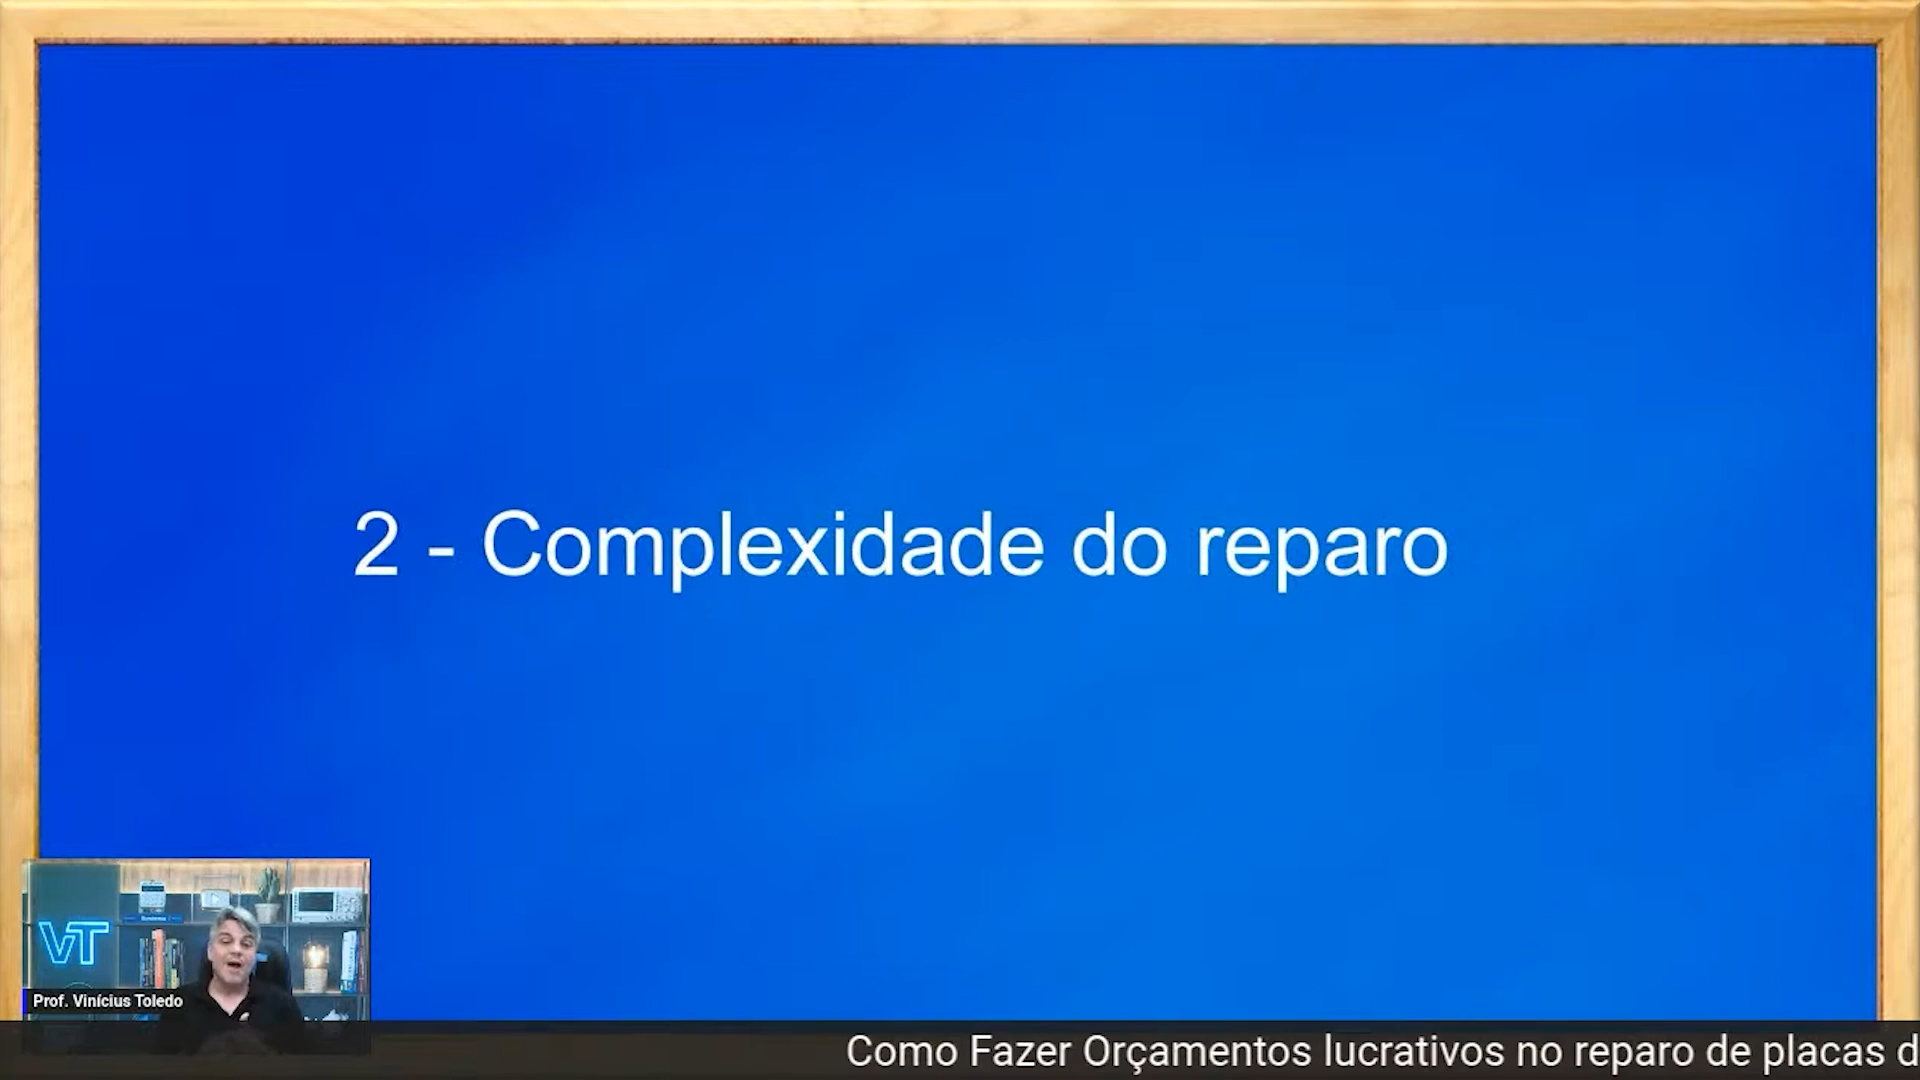 2 - Complexidade do reparo
VT
Prof. Vinícius Toledo
Como Fazer Orçamentos lucrativos no reparo de placas d